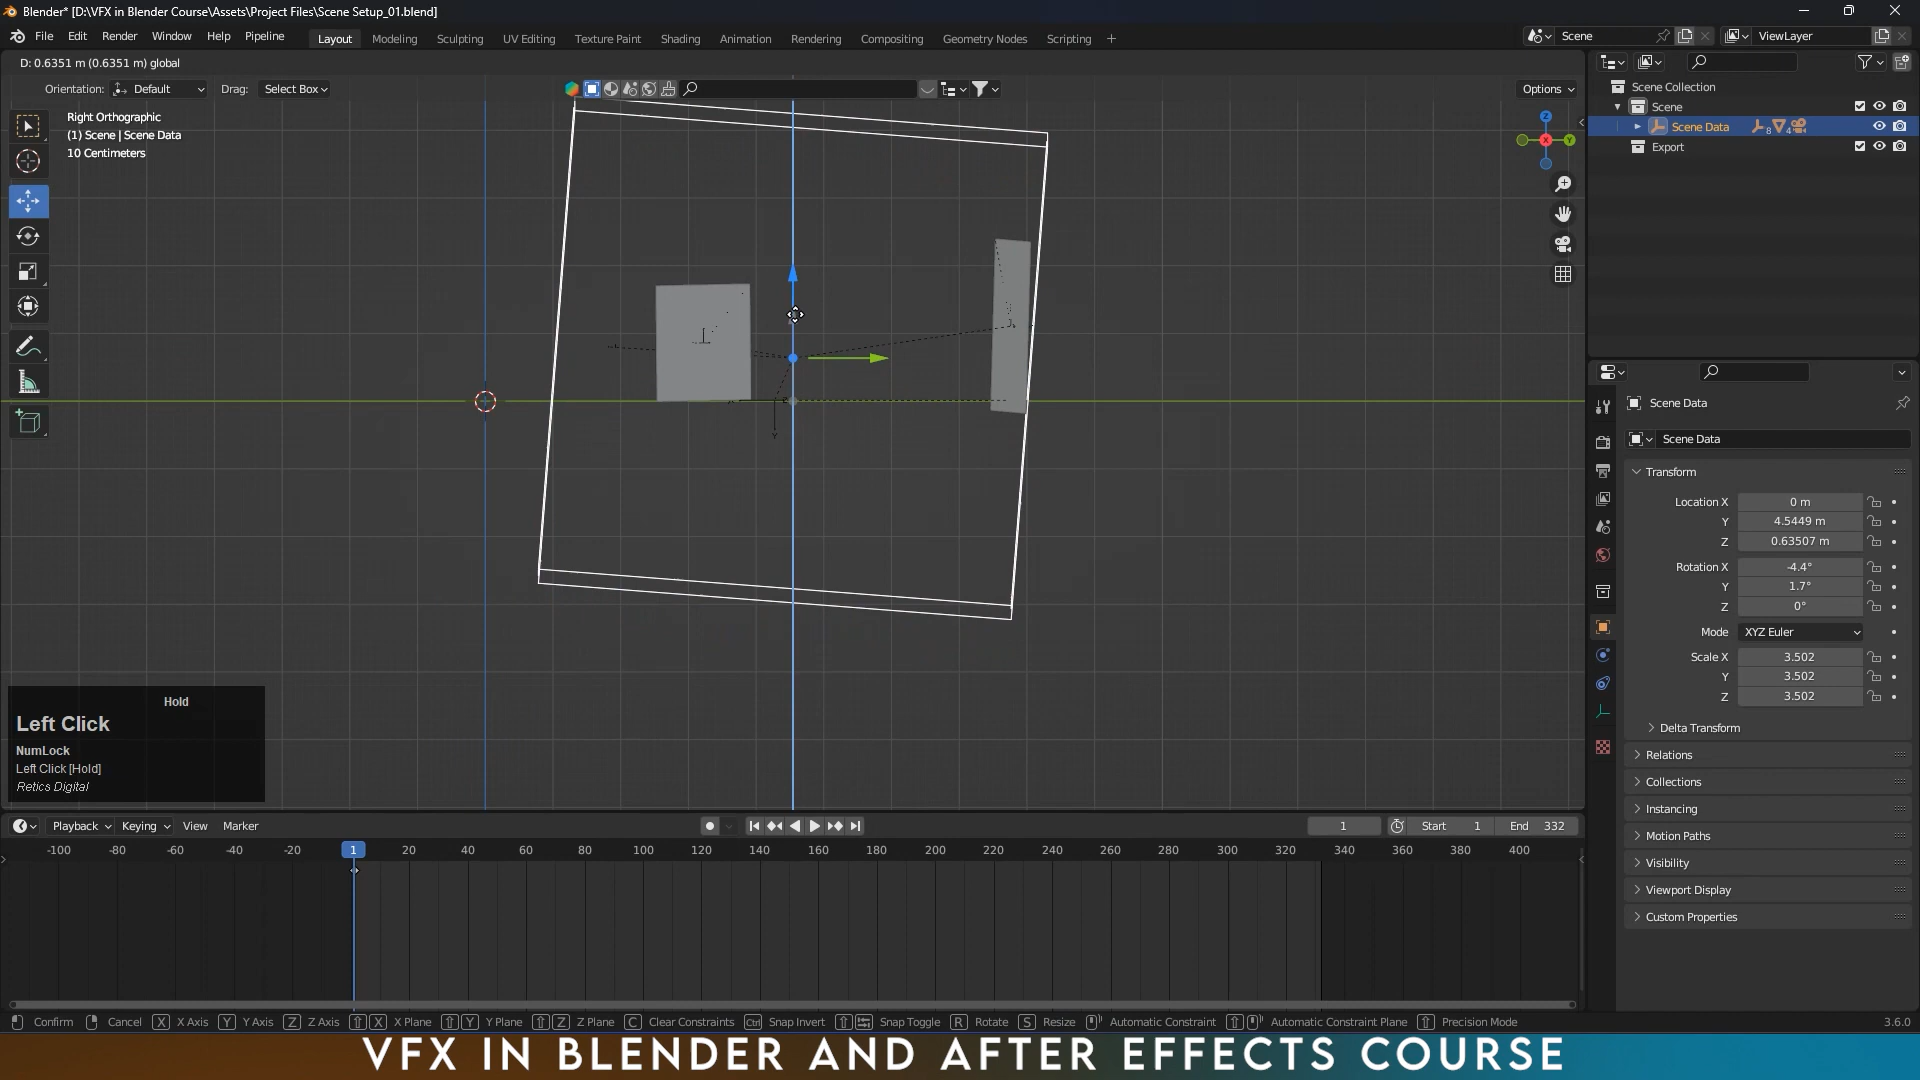 Blender* [D:\VFX in Blender Course\Assets\Project Files\Scene Setup_01.blend]
File Edit Render Window Help Pipeline Layout Modeling Sculpting UV Editing Texture Paint Shading Animation Rendering Compositing Geometry Nodes Scripting + Scene ViewLayer
D: 0.6351 m (0.6351 m) global
Orientation: Default Drag: Select Box Options
Right Orthographic
(1) Scene | Scene Data
10 Centimeters
Z
Y
X
Scene Collection
Scene
Scene Data 8 4
Export
Scene Data
Scene Data
Transform
Location X 0 m
Y 4.5449 m
Z 0.63507 m
Rotation X -4.4°
Y 1.7°
Z 0°
Mode XYZ Euler
Scale X 3.502
Y 3.502
Z 3.502
Delta Transform
Relations
Collections
Instancing
Motion Paths
Visibility
Viewport Display
Custom Properties
Hold
Left Click
NumLock
Left Click [Hold]
Retics Digital
Playback Keying View Marker 1 Start 1 End 332
-100 -80 -60 -40 -20 1 20 40 60 80 100 120 140 160 180 200 220 240 260 280 300 320 340 360 380 400
Confirm Cancel X X Axis Y Y Axis Z Z Axis X X Plane Y Y Plane Z Z Plane C Clear Constraints Ctrl Snap Invert Snap Toggle R Rotate S Resize Automatic Constraint Automatic Constraint Plane Precision Mode 3.6.0
VFX IN BLENDER AND AFTER EFFECTS COURSE